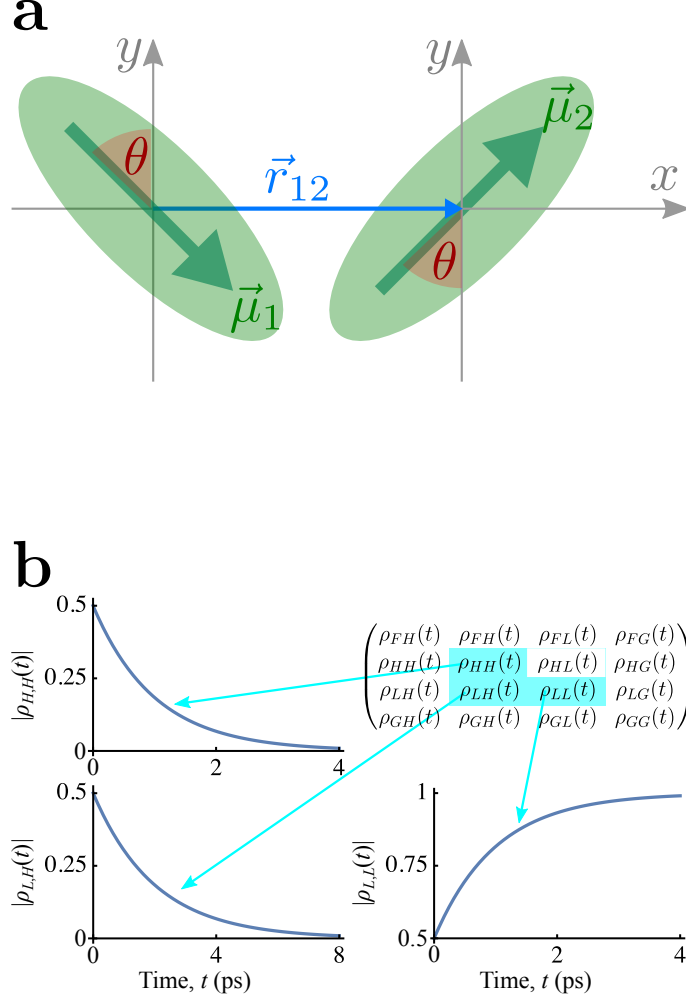 a
y y
μ⃗2
θ r⃗12 x
θ
μ⃗1
b
0.5
0.25
0
0 2 4
|ρH,H(t)|
ρFH(t) ρFH(t) ρFL(t) ρFG(t)
ρHH(t) ρHH(t) ρHL(t) ρHG(t)
ρLH(t) ρLH(t) ρLL(t) ρLG(t)
ρGH(t) ρGH(t) ρGL(t) ρGG(t)
0.5
0.25
0
0 4 8
|ρL,H(t)|
Time, t (ps)
1
0.75
0.5
0 2 4
|ρL,L(t)|
Time, t (ps)